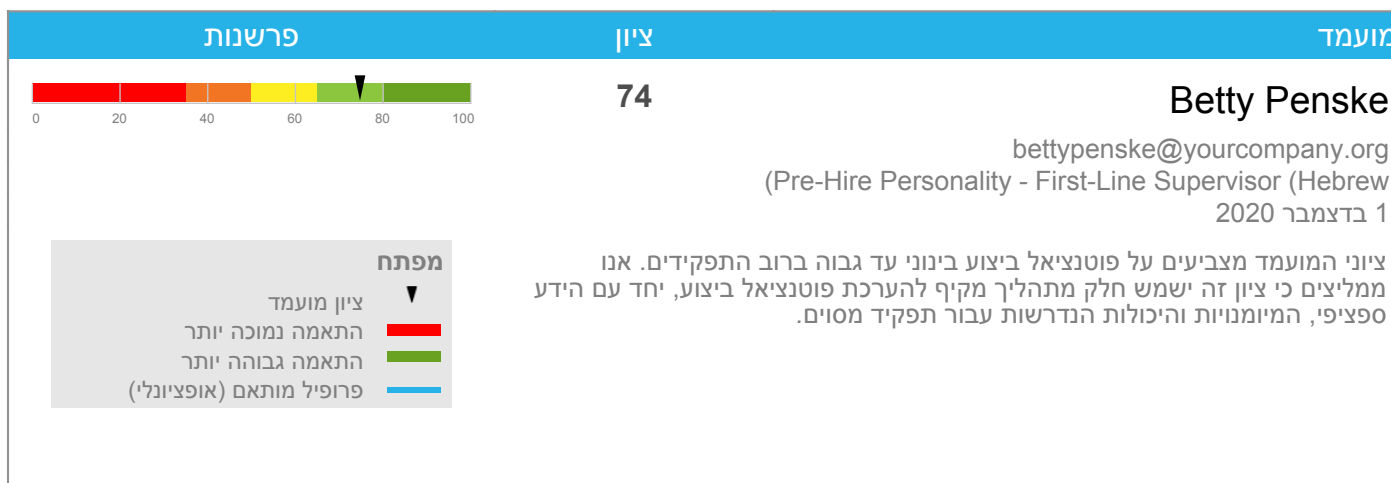 מועמד
ציון
פרשנות
Betty Penske
74
0 20 40 60 80 100
bettypenske@yourcompany.org
(Pre-Hire Personality - First-Line Supervisor (Hebrew
1 בדצמבר 2020
ציוני המועמד מצביעים על פוטנציאל ביצוע בינוני עד גבוה ברוב התפקידים. אנו
ממליצים כי ציון זה ישמש חלק מתהליך מקיף להערכת פוטנציאל ביצוע, יחד עם הידע
ספציפי, המיומנויות והיכולות הנדרשות עבור תפקיד מסוים.
מפתח
ציון מועמד
התאמה נמוכה יותר
התאמה גבוהה יותר
פרופיל מותאם (אופציונלי)